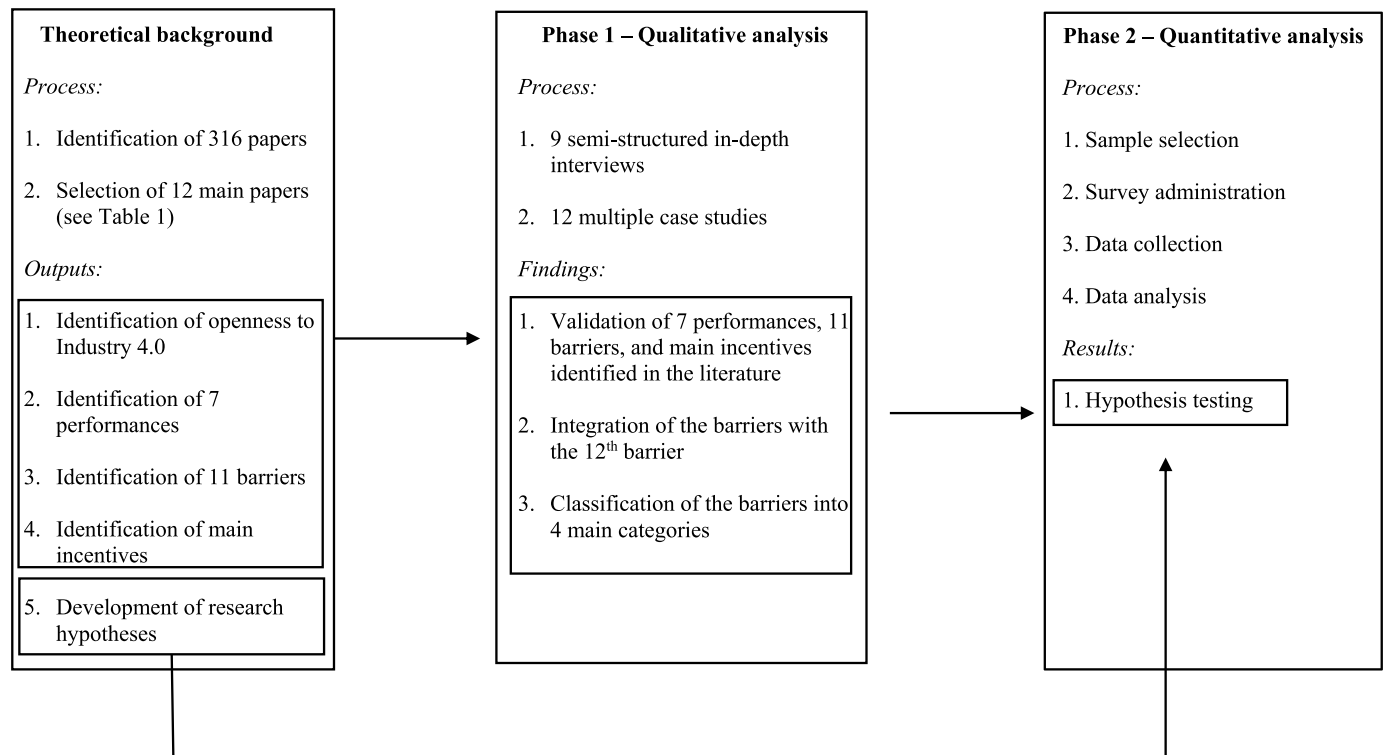 Theoretical background
Process:
1. Identification of 316 papers
2. Selection of 12 main papers
(see Table 1)
Outputs:
1. Identification of openness to
Industry 4.0
2. Identification of 7
performances
3. Identification of 11 barriers
4. Identification of main
incentives
5. Development of research
hypotheses
Phase 1 – Qualitative analysis
Process:
1. 9 semi-structured in-depth
interviews
2. 12 multiple case studies
Findings:
1. Validation of 7 performances, 11
barriers, and main incentives
identified in the literature
2. Integration of the barriers with
the 12th barrier
3. Classification of the barriers into
4 main categories
Phase 2 – Quantitative analysis
Process:
1. Sample selection
2. Survey administration
3. Data collection
4. Data analysis
Results:
1. Hypothesis testing